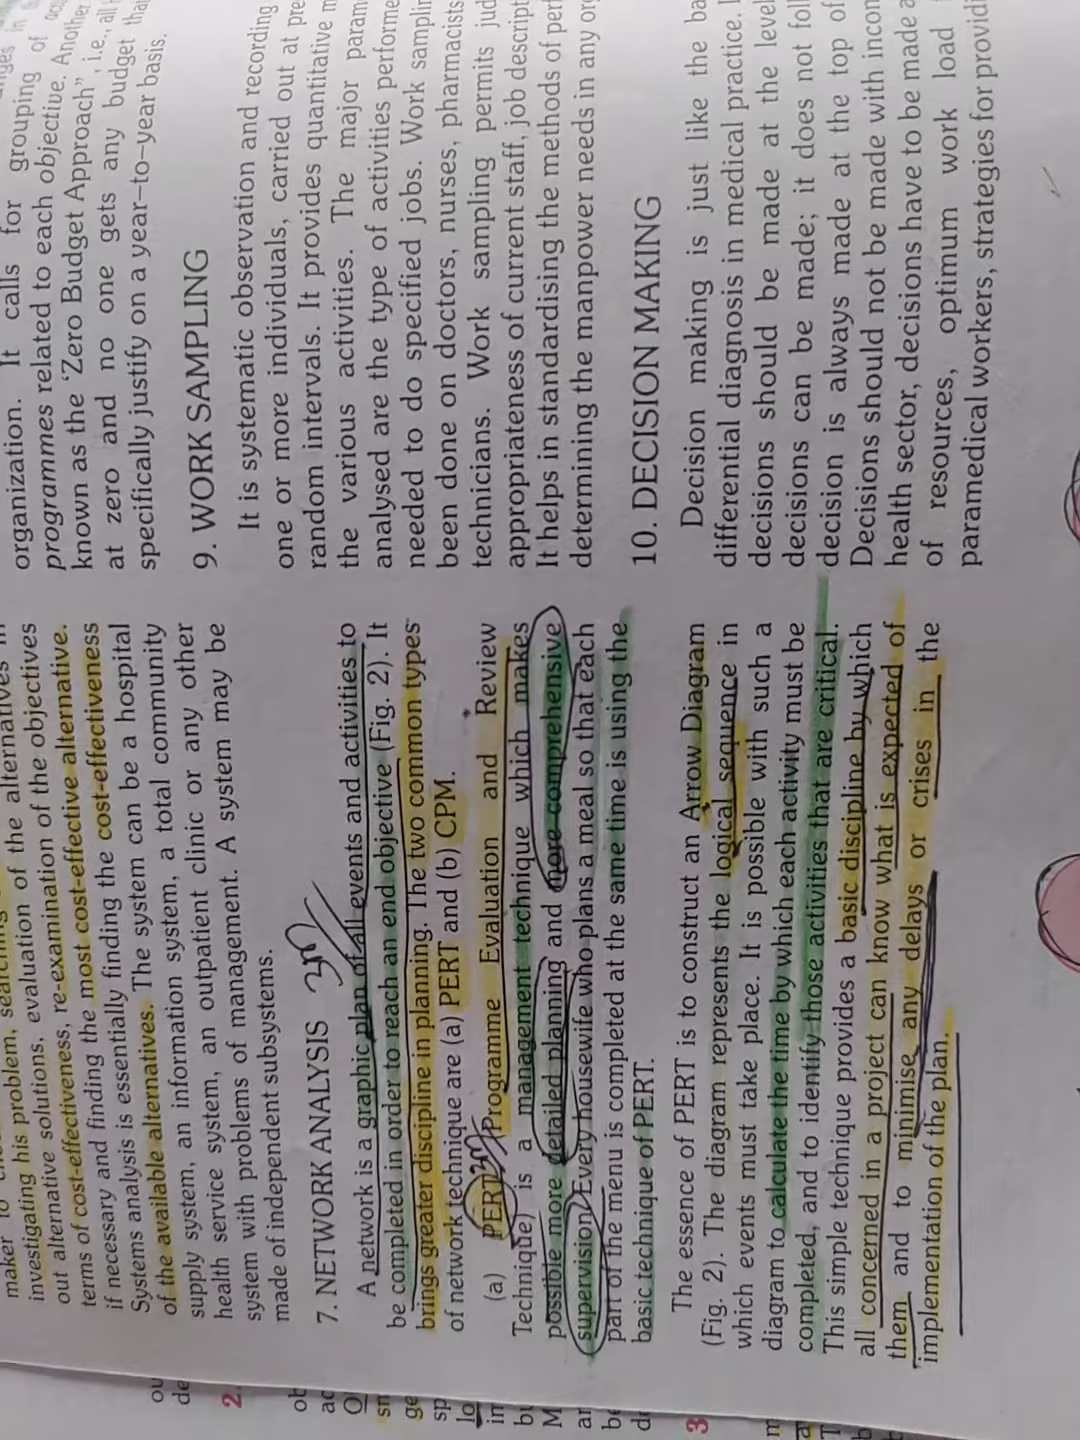 maker to
investigating his problem, of the alternatives in
out alternative solutions, evaluation of the objectives
terms of cost-effectiveness, re-examination of the objectives
if necessary and finding the most cost-effective alternative.
Systems analysis is essentially finding the cost-effectiveness
of the available alternatives. The system can be a hospital
supply system, an information system, a total community
health service system, an outpatient clinic or any other
system with problems of management. A system may be
made of independent subsystems.
7. NETWORK ANALYSIS
A network is a graphic plan of all events and activities to
be completed in order to reach an end objective (Fig. 2). It
brings greater discipline in planning. The two common types
of network technique are (a) PERT and (b) CPM.
(a) PERT (Programme Evaluation and Review
Technique) is a management technique which makes
possible more detailed planning and more comprehensive
supervision. Every housewife who plans a meal so that each
part of the menu is completed at the same time is using the
basic technique of PERT.
The essence of PERT is to construct an Arrow Diagram
(Fig. 2). The diagram represents the logical sequence in
which events must take place. It is possible with such a
diagram to calculate the time by which each activity must be
completed, and to identify those activities that are critical.
This simple technique provides a basic discipline by which
all concerned in a project can know what is expected of
them and to minimise any delays or crises in the
implementation of the plan.
organization. It calls for grouping of
programmes related to each objective. Another
known as the 'Zero Budget Approach", i.e., all
at zero and no one gets any budget
specifically justify on a year-to-year basis.
9. WORK SAMPLING
It is systematic observation and recording
one or more individuals, carried out at
random intervals. It provides quantitative
the various activities. The major
analysed are the type of activities
needed to do specified jobs. Work
been done on doctors, nurses, pharmacists
technicians. Work sampling permits
appropriateness of current staff, job
It helps in standardising the methods of
determining the manpower needs in any
10. DECISION MAKING
Decision making is just like the
differential diagnosis in medical practice.
decisions should be made at the
decisions can be made; it does not
decision is always made at the top of
Decisions should not be made with
health sector, decisions have to be made
of resources, optimum work load
paramedical workers, strategies for
2.
3